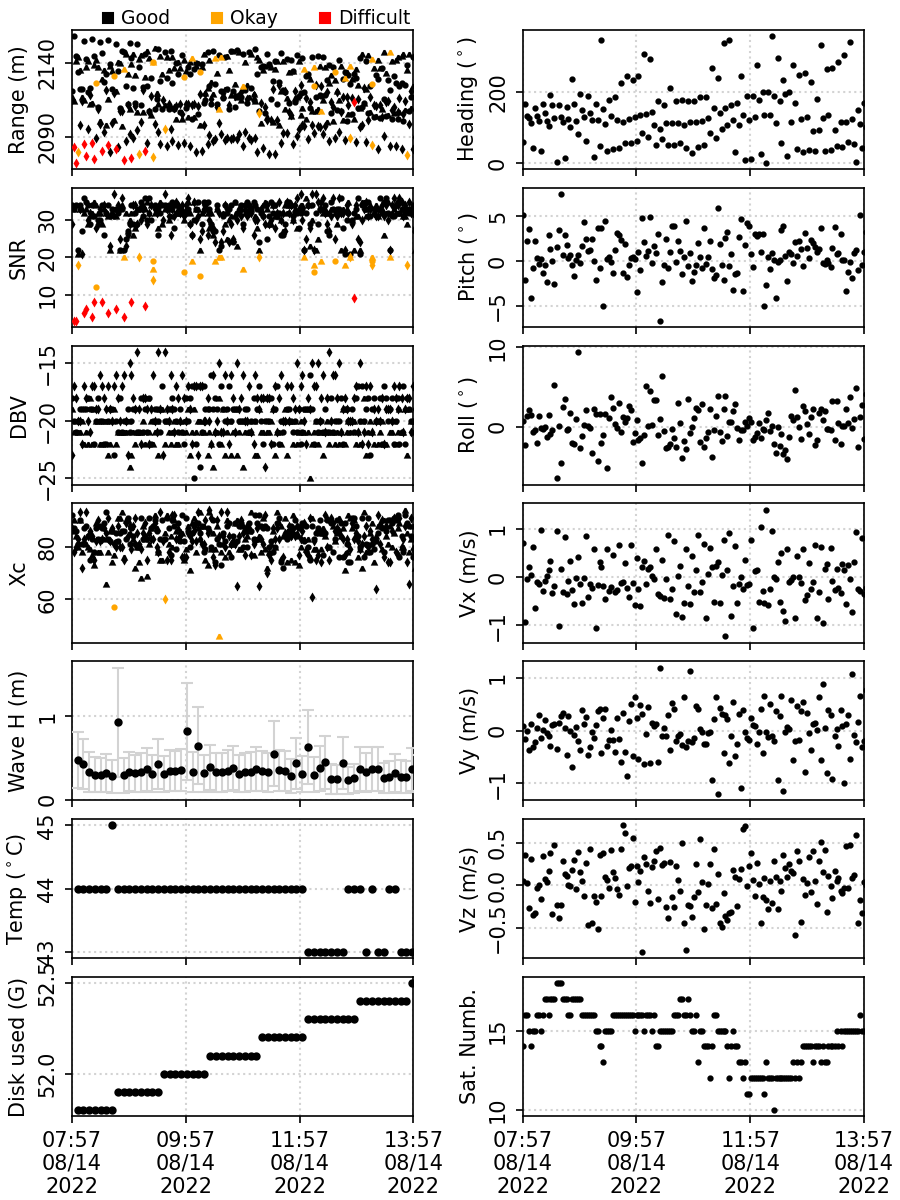 Good Okay Difficult
Range (m)
2140
2090
Heading (°)
200
0
SNR
30
20
10
Pitch (°)
5
0
−5
DBV
−15
−20
−25
Roll (°)
10
0
Xc
80
60
Vx (m/s)
1
0
−1
Wave H (m)
1
0
Vy (m/s)
1
0
−1
Temp (°C)
45
44
43
Vz (m/s)
0.5
0.0
−0.5
Disk used (G)
52.5
52.0
Sat. Numb.
15
10
07:57 09:57 11:57 13:57
08/14 08/14 08/14 08/14
2022 2022 2022 2022
07:57 09:57 11:57 13:57
08/14 08/14 08/14 08/14
2022 2022 2022 2022